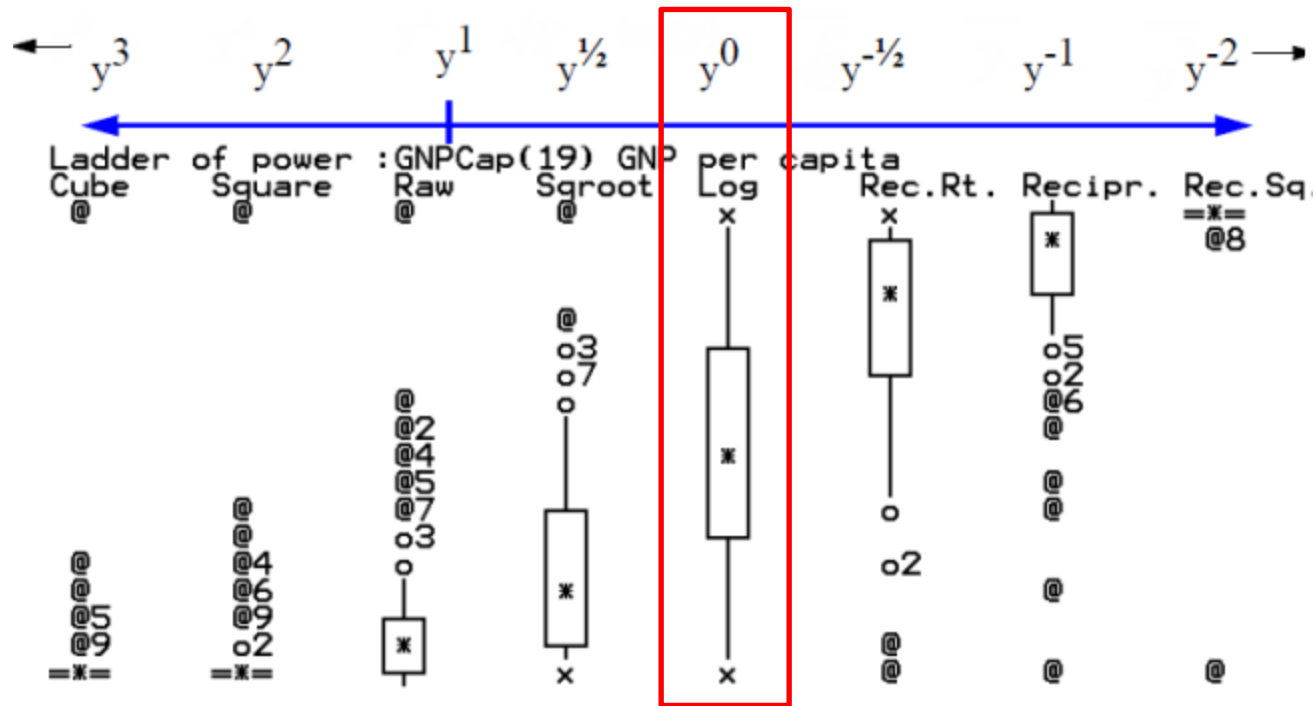 y³ y² y¹ y^½ y⁰ y^-½ y^-1 y^-2
Ladder of power :GNPCap(19) GNP per capita
Cube Square Raw Sqroot Log Rec.Rt. Recipr. Rec.Sq.
@ @ @ @ x x =*=
* @8
*
@
o3 o5
o7 o2
@ o @6
@2 @
@4 *
@5 @
@ @7 o @
@ o3
@ @4 o o2
@ @6 * @
@5 @9
@9 o2 * @
=*= =*= x x @ @ @